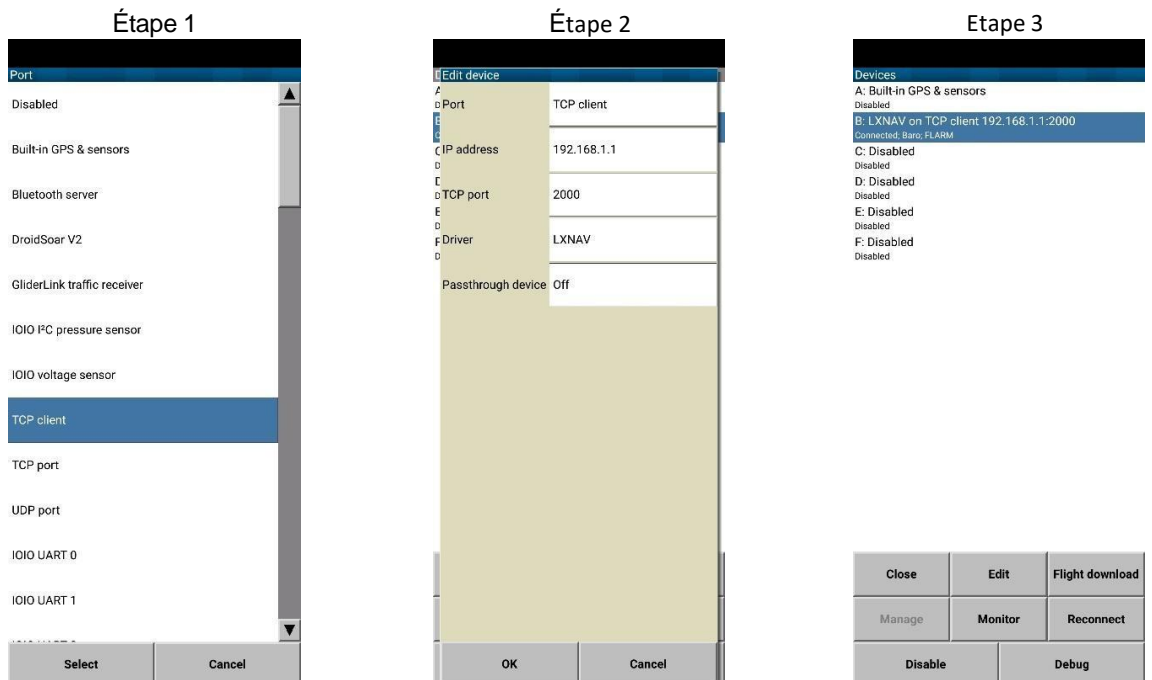 Étape 1
Port
Disabled
Built-in GPS & sensors
Bluetooth server
DroidSoar V2
GliderLink traffic receiver
IOIO I²C pressure sensor
IOIO voltage sensor
TCP client
TCP port
UDP port
IOIO UART 0
IOIO UART 1
Select Cancel
Étape 2
Edit device
Port TCP client
IP address 192.168.1.1
TCP port 2000
Driver LXNAV
Passthrough device Off
OK Cancel
Etape 3
Devices
A: Built-in GPS & sensors
Disabled
B: LXNAV on TCP client 192.168.1.1:2000
Connected; Baro; FLARM
C: Disabled
Disabled
D: Disabled
Disabled
E: Disabled
Disabled
F: Disabled
Disabled
Close Edit Flight download
Manage Monitor Reconnect
Disable Debug